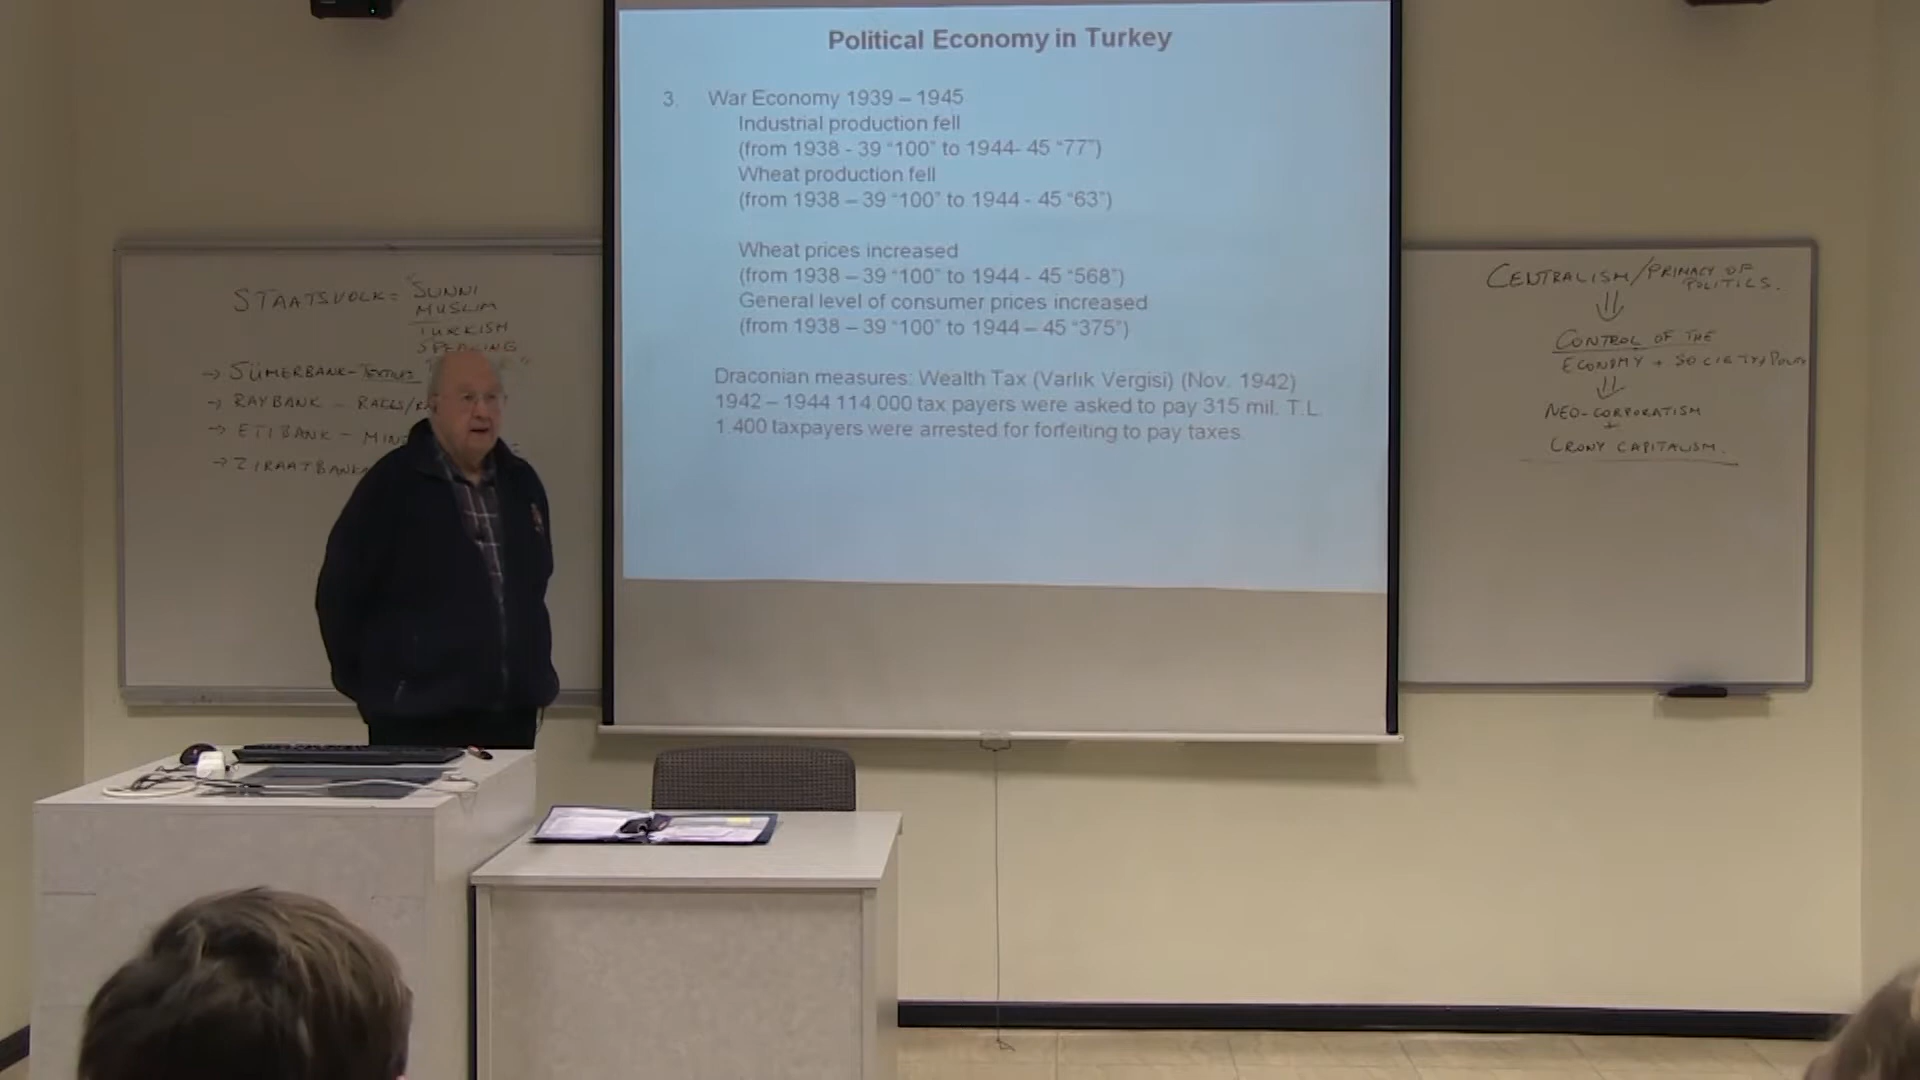 Political Economy in Turkey
3. War Economy 1939 – 1945
Industrial production fell
(from 1938 - 39 “100” to 1944- 45 “77”)
Wheat production fell
(from 1938 – 39 “100” to 1944 - 45 “63”)
Wheat prices increased
(from 1938 – 39 “100” to 1944 - 45 “568”)
General level of consumer prices increased
(from 1938 – 39 “100” to 1944 – 45 “375”)
Draconian measures: Wealth Tax (Varlık Vergisi) (Nov. 1942)
1942 – 1944 114.000 tax payers were asked to pay 315 mil. T.L.
1.400 taxpayers were arrested for forfeiting to pay taxes.
STAATSVOLK = "SUNNI
MUSLIM
TURKISH
SPEAKING
→ SÜMERBANK - TEXTILES
→ RAYBANK –
→ ETIBANK –
→ ZIRAATBANK
CENTRALISM/PRIMACY OF
POLITICS.
⇓
CONTROL OF THE
ECONOMY + SOCIETY/
⇓
NEO-CORPORATISM
+
CRONY CAPITALISM.